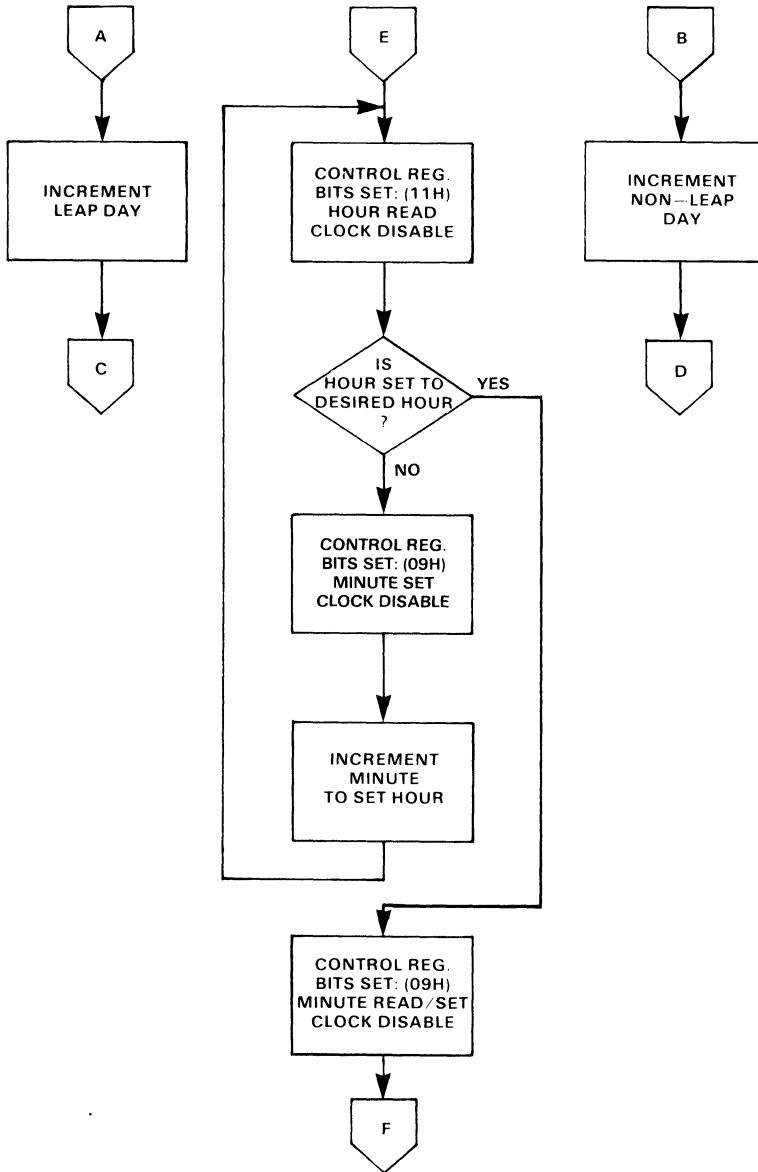 A
INCREMENT
LEAP DAY
C
E
CONTROL REG.
BITS SET: (11H)
HOUR READ
CLOCK DISABLE
IS
HOUR SET TO
DESIRED HOUR
?
YES
NO
CONTROL REG.
BITS SET: (09H)
MINUTE SET
CLOCK DISABLE
INCREMENT
MINUTE
TO SET HOUR
CONTROL REG.
BITS SET: (09H)
MINUTE READ/SET
CLOCK DISABLE
F
B
INCREMENT
NON—LEAP
DAY
D